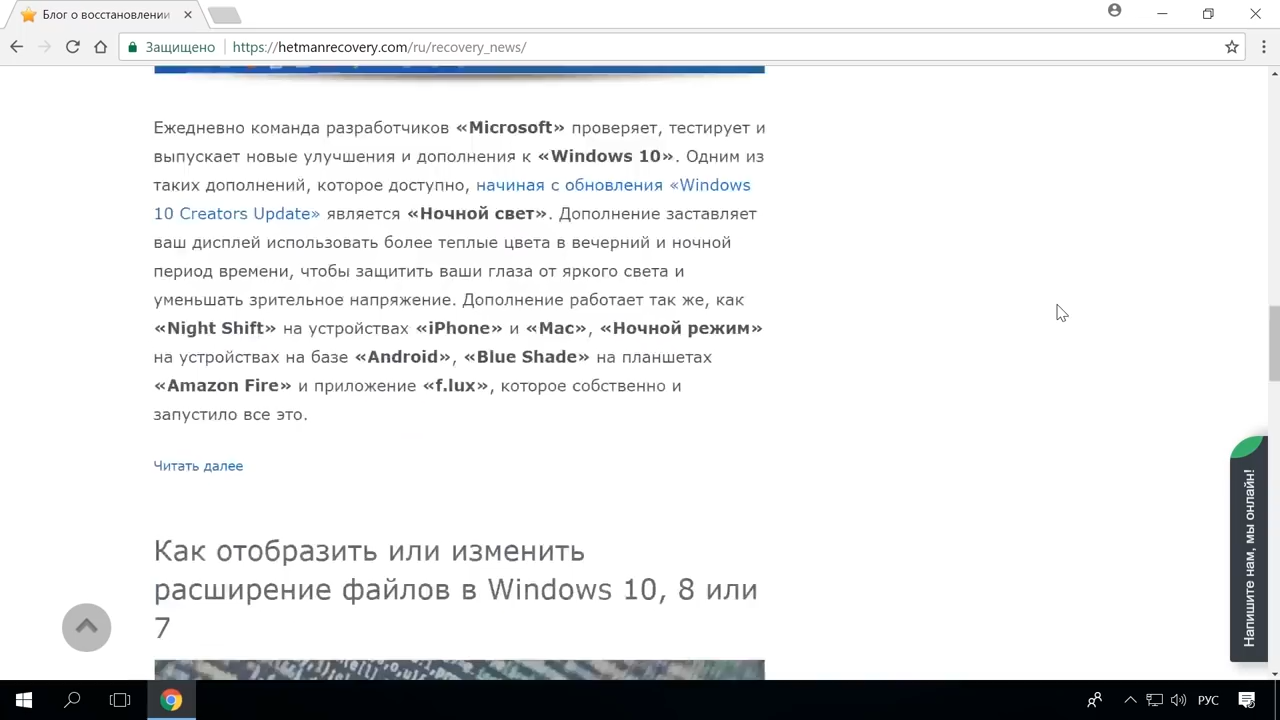 Блог о восстановлении
Защищено
https://hetmanrecovery.com/ru/recovery_news/
Ежедневно команда разработчиков «Microsoft» проверяет, тестирует и
выпускает новые улучшения и дополнения к «Windows 10». Одним из
таких дополнений, которое доступно, начиная с обновления «Windows
10 Creators Update» является «Ночной свет». Дополнение заставляет
ваш дисплей использовать более теплые цвета в вечерний и ночной
период времени, чтобы защитить ваши глаза от яркого света и
уменьшать зрительное напряжение. Дополнение работает так же, как
«Night Shift» на устройствах «iPhone» и «Mac», «Ночной режим»
на устройствах на базе «Android», «Blue Shade» на планшетах
«Amazon Fire» и приложение «f.lux», которое собственно и
запустило все это.
Читать далее
Как отобразить или изменить
расширение файлов в Windows 10, 8 или
7
Напишите нам, мы онлайн!
РУС